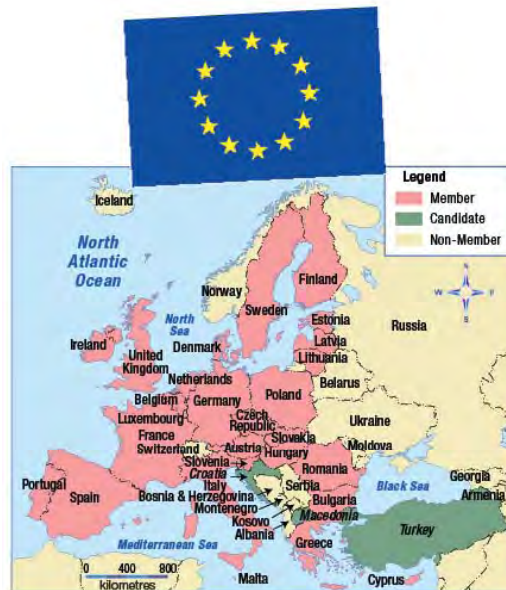 Legend
Member
Candidate
Non-Member
N
W
E
S
Iceland
North
Atlantic
Ocean
Norway
Sweden
Finland
Russia
North
Sea
Estonia
Latvia
Lithuania
Ireland
United
Kingdom
Denmark
Netherlands
Belarus
Belgium
Germany
Poland
Luxembourg
Czech
Republic
Ukraine
France
Slovakia
Moldova
Switzerland
Austria
Hungary
Slovenia
Croatia
Romania
Italy
Serbia
Georgia
Portugal
Spain
Bosnia & Herzegovina
Bulgaria
Black Sea
Armenia
Montenegro
Macedonia
Kosovo
Albania
Turkey
Mediterranean Sea
Greece
0 400 800
kilometres
Malta
Cyprus